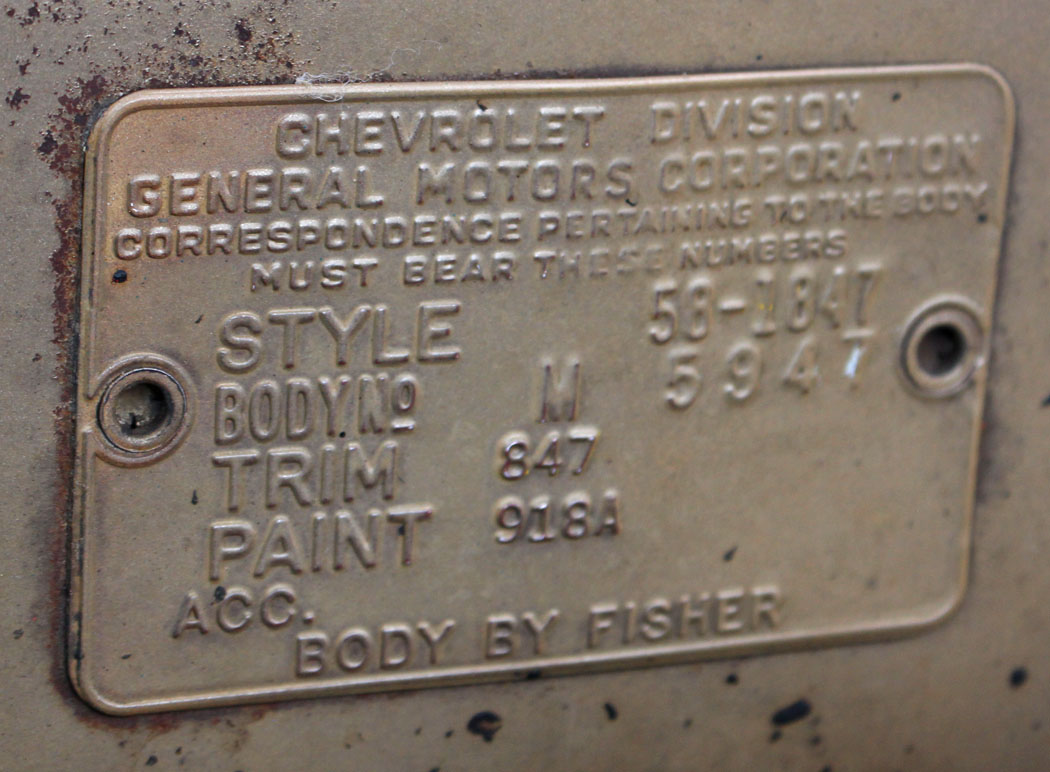 CHEVROLET DIVISION
GENERAL MOTORS CORPORATION
CORRESPONDENCE PERTAINING TO THE BODY
MUST BEAR THESE NUMBERS
STYLE 58-1847
BODY NO M 5947
TRIM 847
PAINT 918A
ACC.
BODY BY FISHER